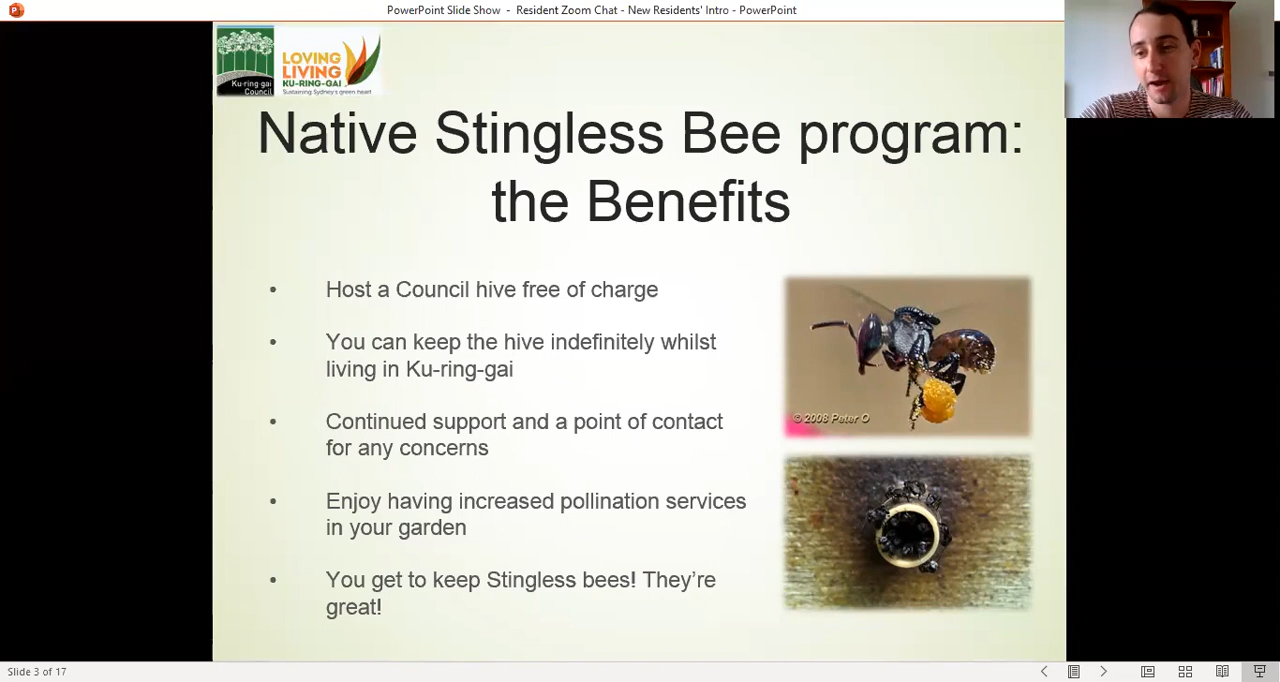 PowerPoint Slide Show - Resident Zoom Chat - New Residents' Intro - PowerPoint
Ku-ring gai
Council
LOVING
LIVING
KU-RING-GAI
Sustaining Sydney's green heart
Native Stingless Bee program:
the Benefits
• Host a Council hive free of charge
• You can keep the hive indefinitely whilst
living in Ku-ring-gai
• Continued support and a point of contact
for any concerns
• Enjoy having increased pollination services
in your garden
• You get to keep Stingless bees! They're
great!
© 2008 Peter O
Slide 3 of 17